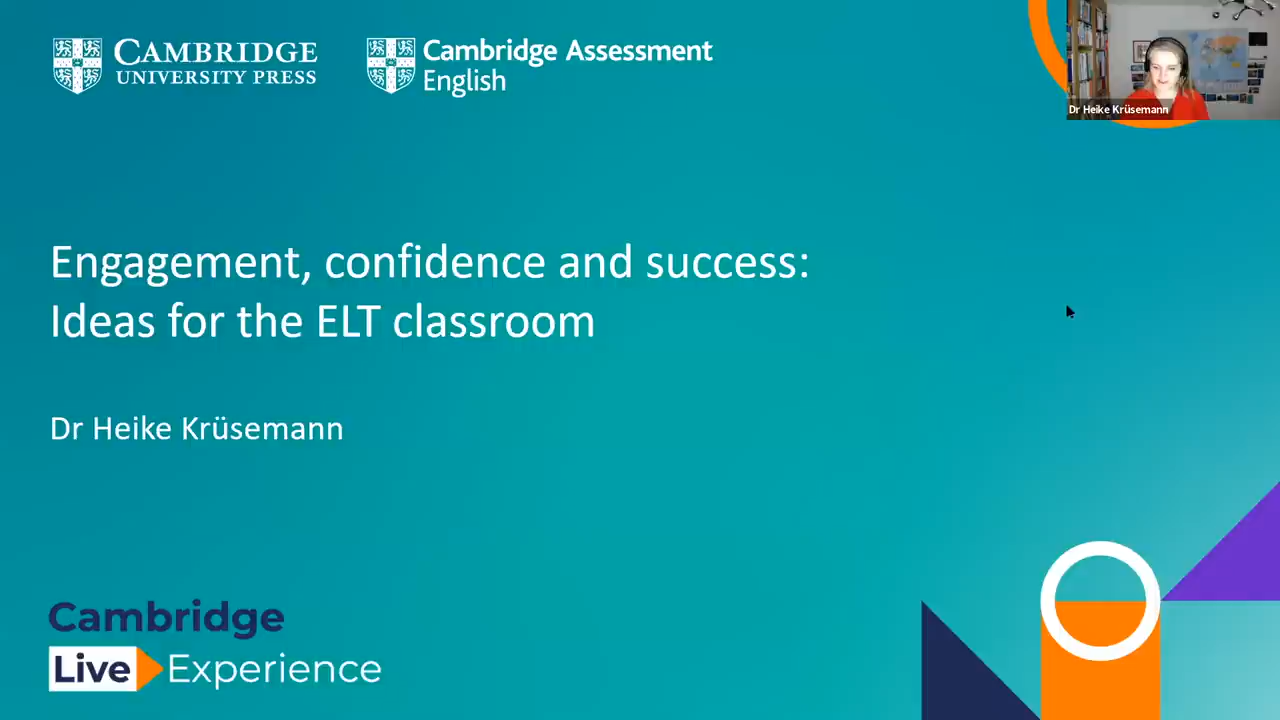 CAMBRIDGE
UNIVERSITY PRESS
Cambridge Assessment
English
Dr Heike Krüsemann
Engagement, confidence and success:
Ideas for the ELT classroom
Dr Heike Krüsemann
Cambridge
Live Experience